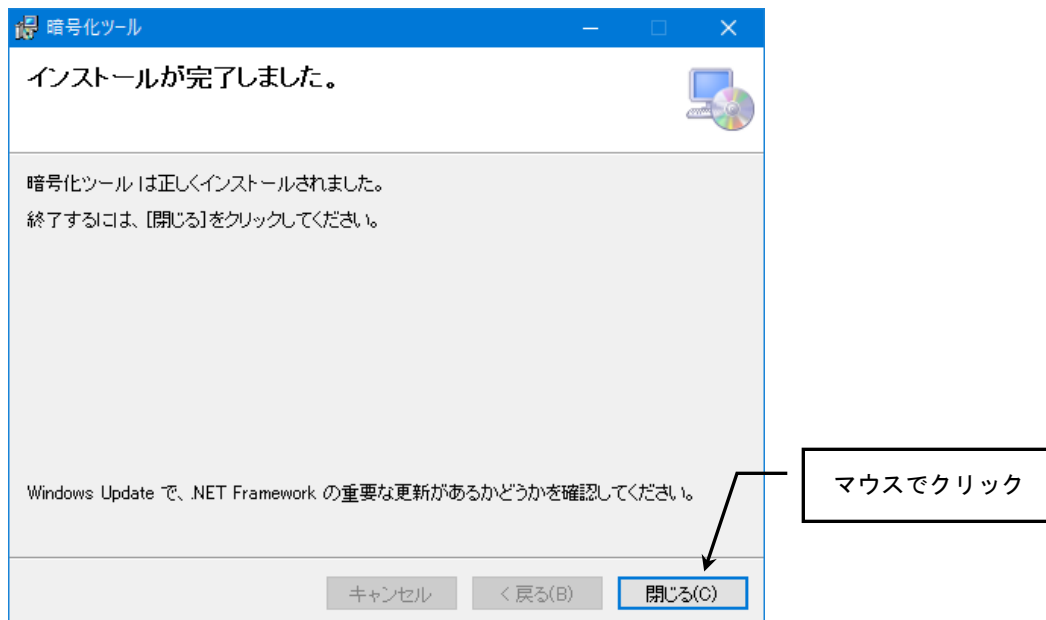 暗号化ツール
インストールが完了しました。
暗号化ツール は正しくインストールされました。
終了するには、[閉じる]をクリックしてください。
Windows Update で、.NET Framework の重要な更新があるかどうかを確認してください。
マウスでクリック
キャンセル
< 戻る(B)
閉じる(C)